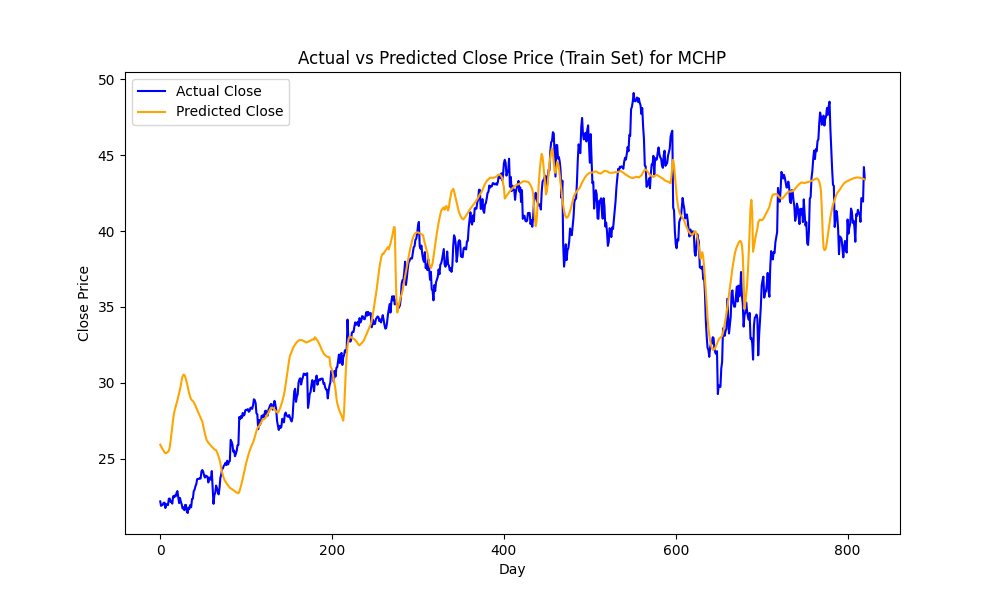 Actual vs Predicted Close Price (Train Set) for MCHP
Actual Close
Predicted Close
50
45
40
35
30
25
Close Price
0 200 400 600 800
Day